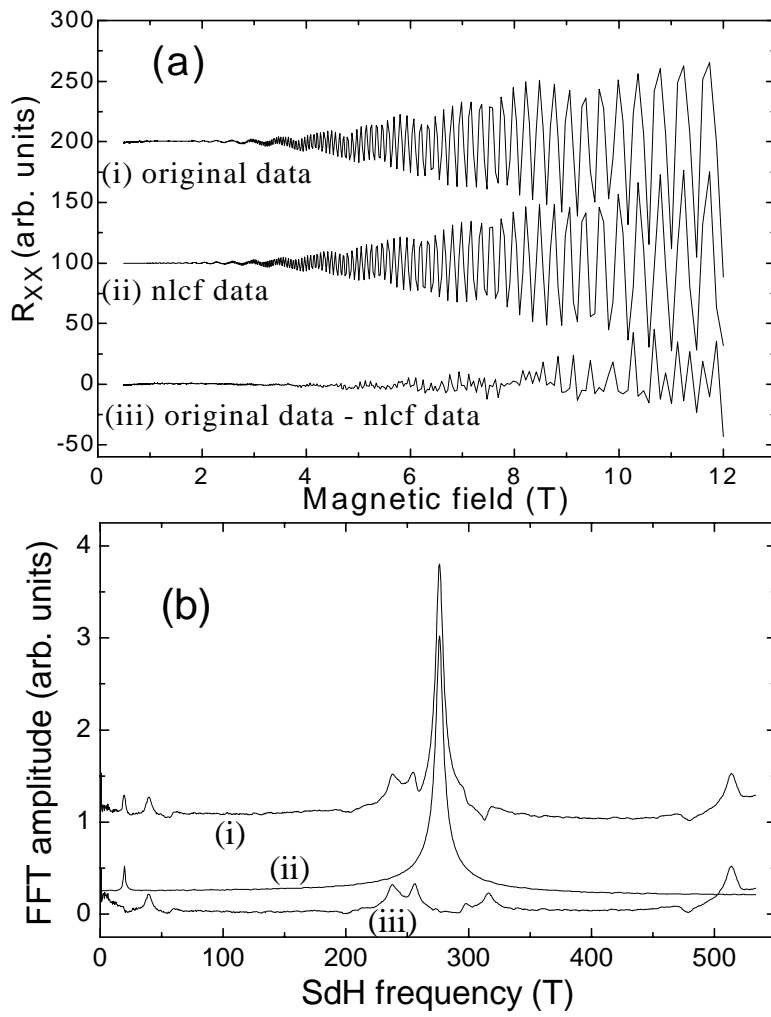 (a)
R_XX (arb. units)
300
250
200
150
100
50
0
-50
(i) original data
(ii) nlcf data
(iii) original data - nlcf data
0 2 4 6 8 10 12
Magnetic field (T)
(b)
FFT amplitude (arb. units)
4
3
2
1
0
(i)
(ii)
(iii)
0 100 200 300 400 500
SdH frequency (T)